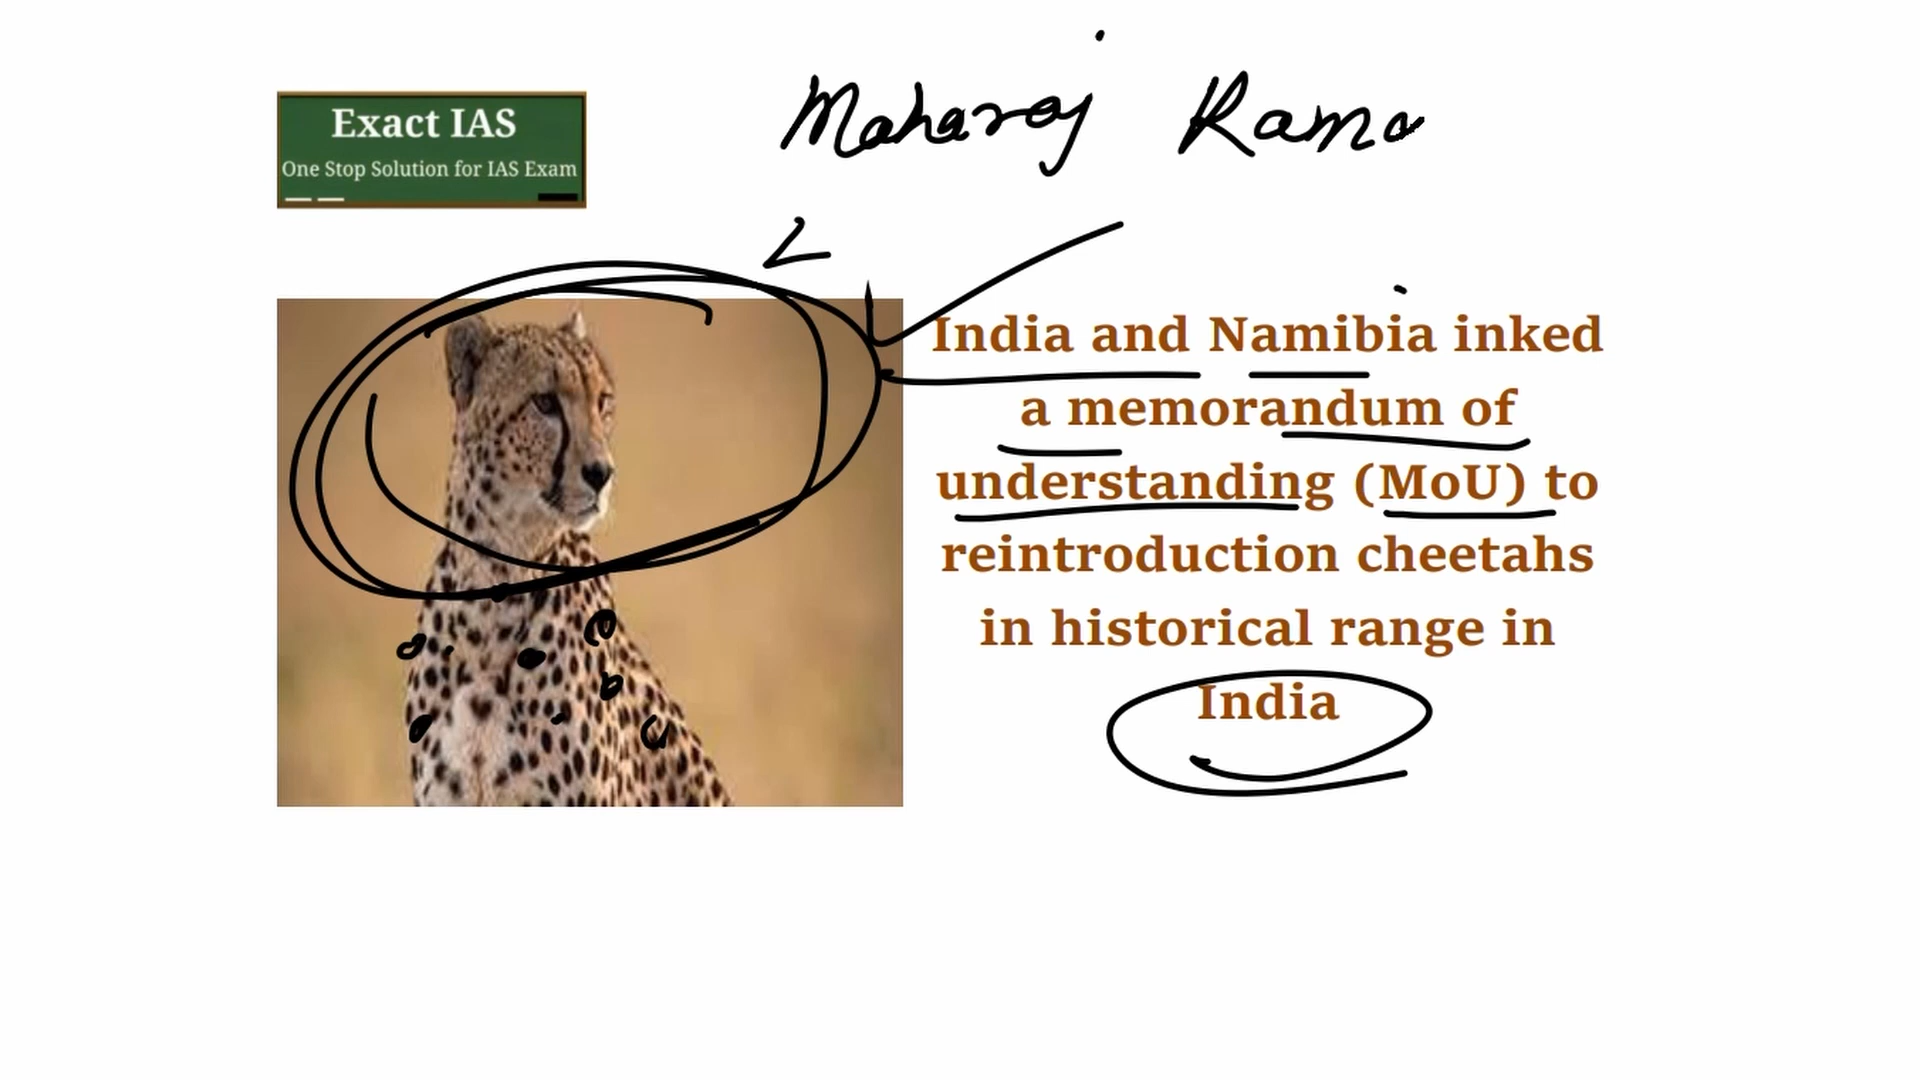 Exact IAS
One Stop Solution for IAS Exam
Maharaj Rama
India and Namibia inked
a memorandum of
understanding (MoU) to
reintroduction cheetahs
in historical range in
India